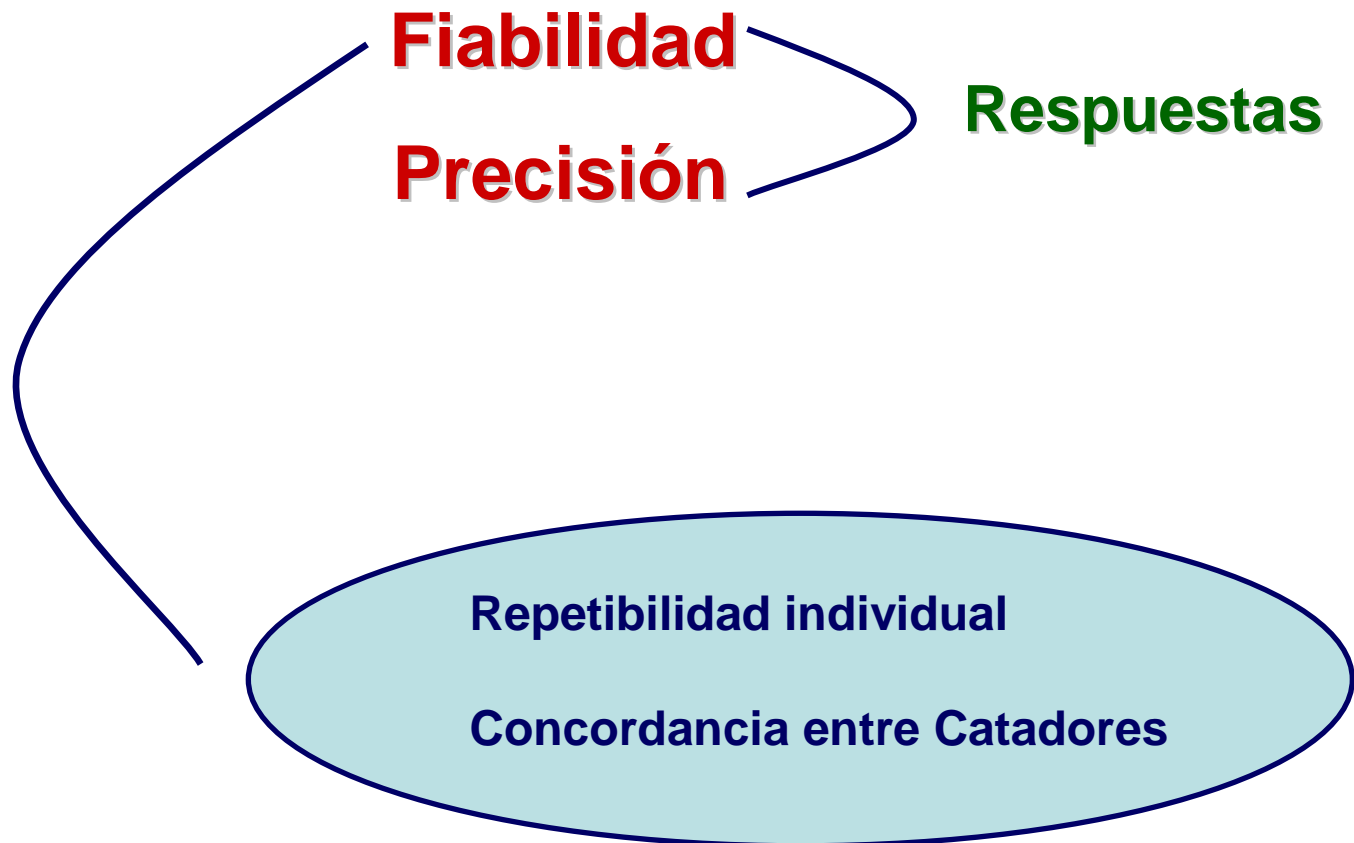 Fiabilidad
Respuestas
Precisión
Repetibilidad individual
Concordancia entre Catadores